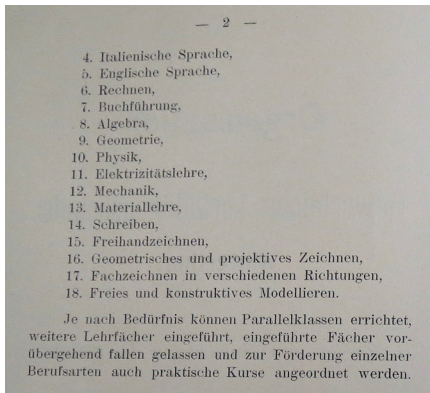 — 2 —
4. Italienische Sprache,
5. Englische Sprache,
6. Rechnen,
7. Buchführung,
8. Algebra,
9. Geometrie,
10. Physik,
11. Elektrizitätslehre,
12. Mechanik,
13. Materiallehre,
14. Schreiben,
15. Freihandzeichnen,
16. Geometrisches und projektives Zeichnen,
17. Fachzeichnen in verschiedenen Richtungen,
18. Freies und konstruktives Modellieren.
Je nach Bedürfnis können Parallelklassen errichtet,
weitere Lehrfächer eingeführt, eingeführte Fächer vor-
übergehend fallen gelassen und zur Förderung einzelner
Berufsarten auch praktische Kurse angeordnet werden.